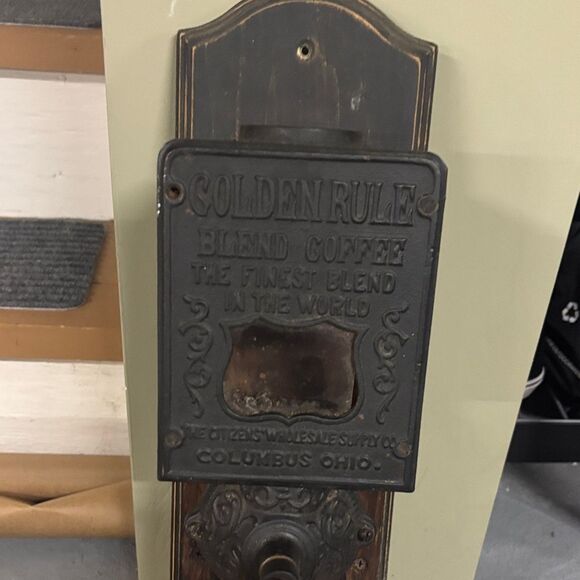 GOLDEN RULE
BLEND COFFEE
THE FINEST BLEND
IN THE WORLD
THE CITIZENS' WHOLESALE SUPPLY CO.
COLUMBUS OHIO.